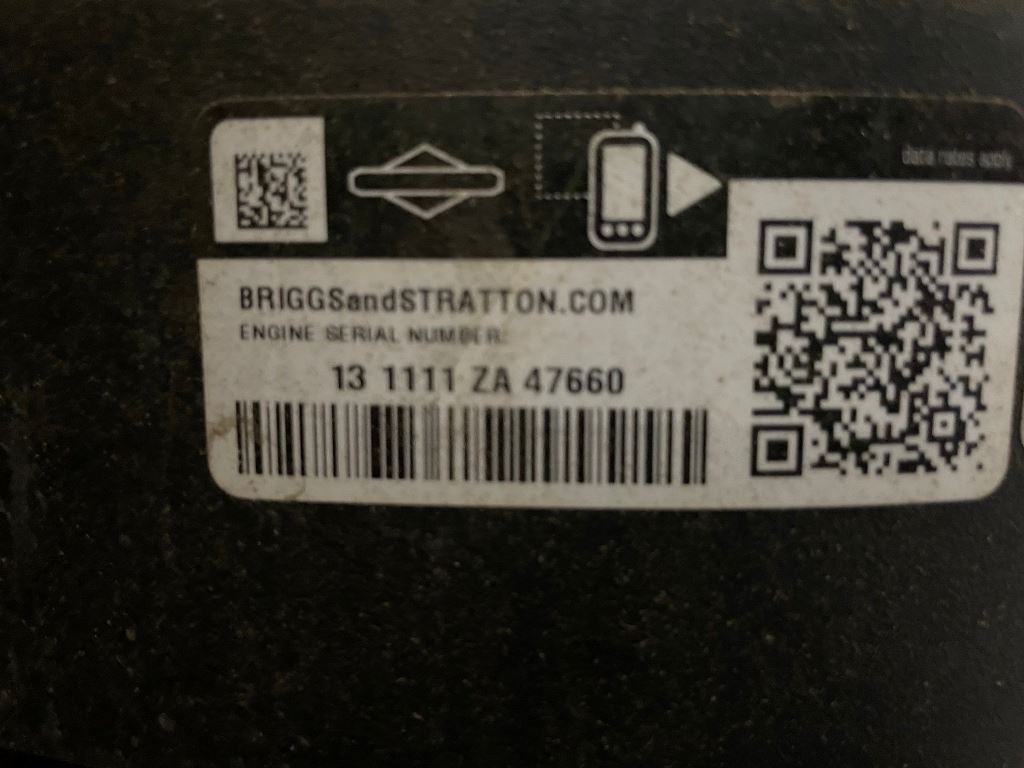 data rates apply
BRIGGSandSTRATTON.COM
ENGINE SERIAL NUMBER:
13 1111 ZA 47660